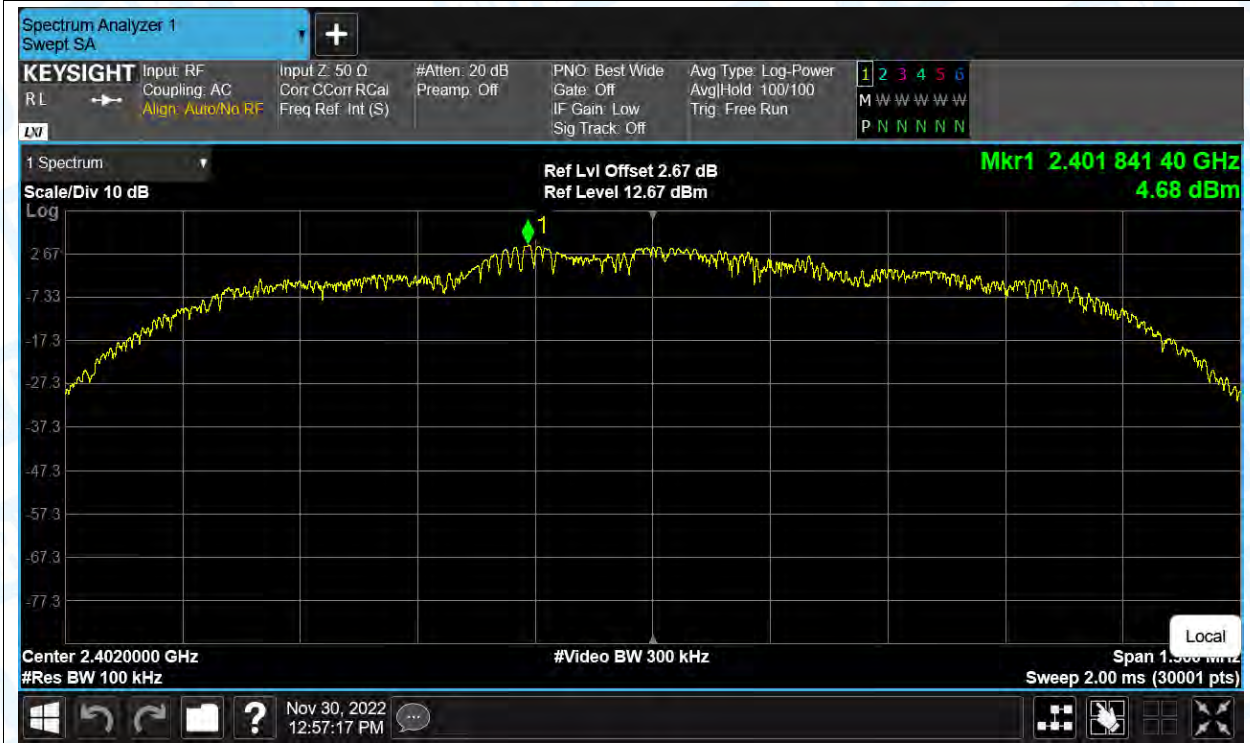 Spectrum Analyzer 1
Swept SA
+
KEYSIGHT
RL
LXI
Input: RF
Coupling: AC
Align: Auto/No RF
Input Z: 50 Ω
Corr CCorr RCal
Freq Ref: Int (S)
#Atten: 20 dB
Preamp: Off
PNO: Best Wide
Gate: Off
IF Gain: Low
Sig Track: Off
Avg Type: Log-Power
Avg|Hold: 100/100
Trig: Free Run
1 2 3 4 5 6
M W W W W W
P N N N N N
1 Spectrum
Scale/Div 10 dB
Ref Lvl Offset 2.67 dB
Ref Level 12.67 dBm
Mkr1 2.401 841 40 GHz
4.68 dBm
Log
1
2.67
-7.33
-17.3
-27.3
-37.3
-47.3
-57.3
-67.3
-77.3
Local
Center 2.4020000 GHz
#Video BW 300 kHz
Span
#Res BW 100 kHz
Sweep 2.00 ms (30001 pts)
?
Nov 30, 2022
12:57:17 PM